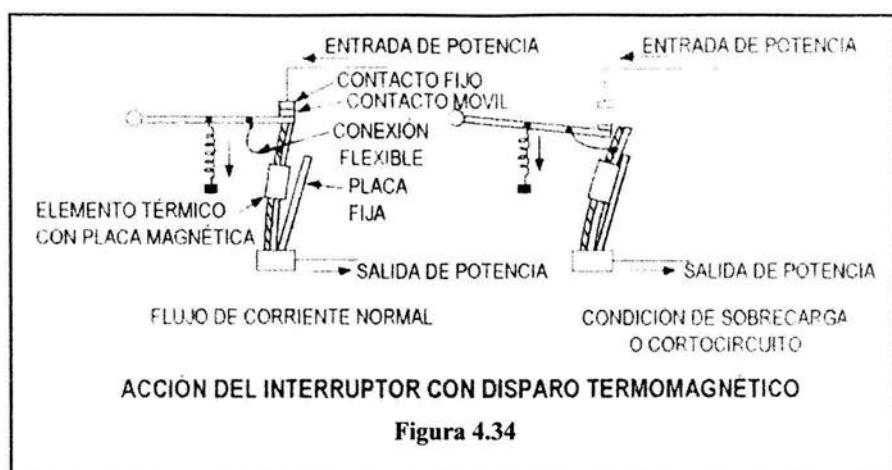 ENTRADA DE POTENCIA
CONTACTO FIJO
CONTACTO MOVIL
CONEXIÓN
FLEXIBLE
PLACA
FIJA
ELEMENTO TÉRMICO
CON PLACA MAGNÉTICA
SALIDA DE POTENCIA
FLUJO DE CORRIENTE NORMAL
ENTRADA DE POTENCIA
SALIDA DE POTENCIA
CONDICION DE SOBRECARGA
O CORTOCIRCUITO
ACCIÓN DEL INTERRUPTOR CON DISPARO TERMOMAGNÉTICO
Figura 4.34